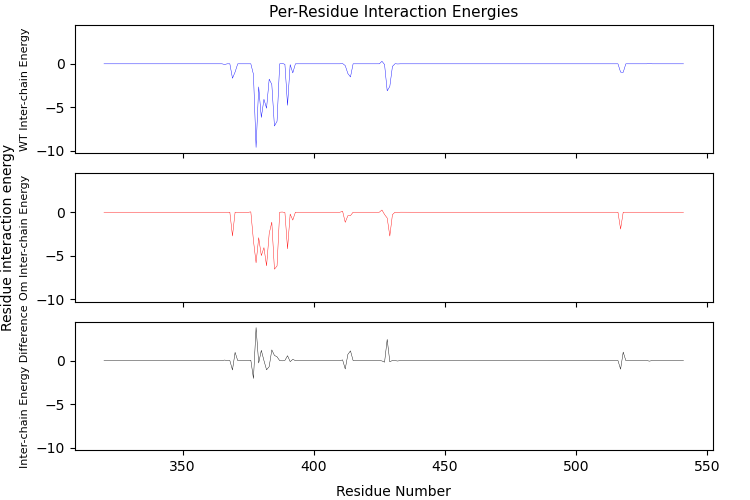 Per-Residue Interaction Energies
Residue interaction energy
WT Inter-chain Energy
0
−5
−10
Om Inter-chain Energy
0
−5
−10
Inter-chain Energy Difference
0
−5
−10
350 400 450 500 550
Residue Number